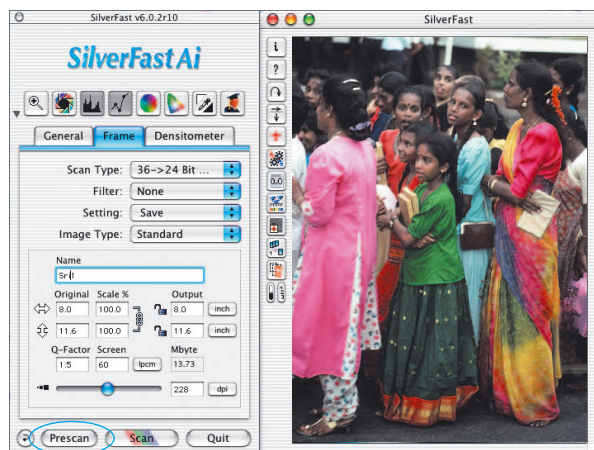 SilverFast v6.0.2r10
SilverFast Ai
General Frame Densitometer
Scan Type: 36->24 Bit ...
Filter: None
Setting: Save
Image Type: Standard
Name
Sri1
Original Scale % Output
8.0 100.0 8.0 inch
11.6 100.0 11.6 inch
Q-Factor Screen Mbyte
1.5 60 lpcm 13.73
228 dpi
Prescan Scan Quit
SilverFast